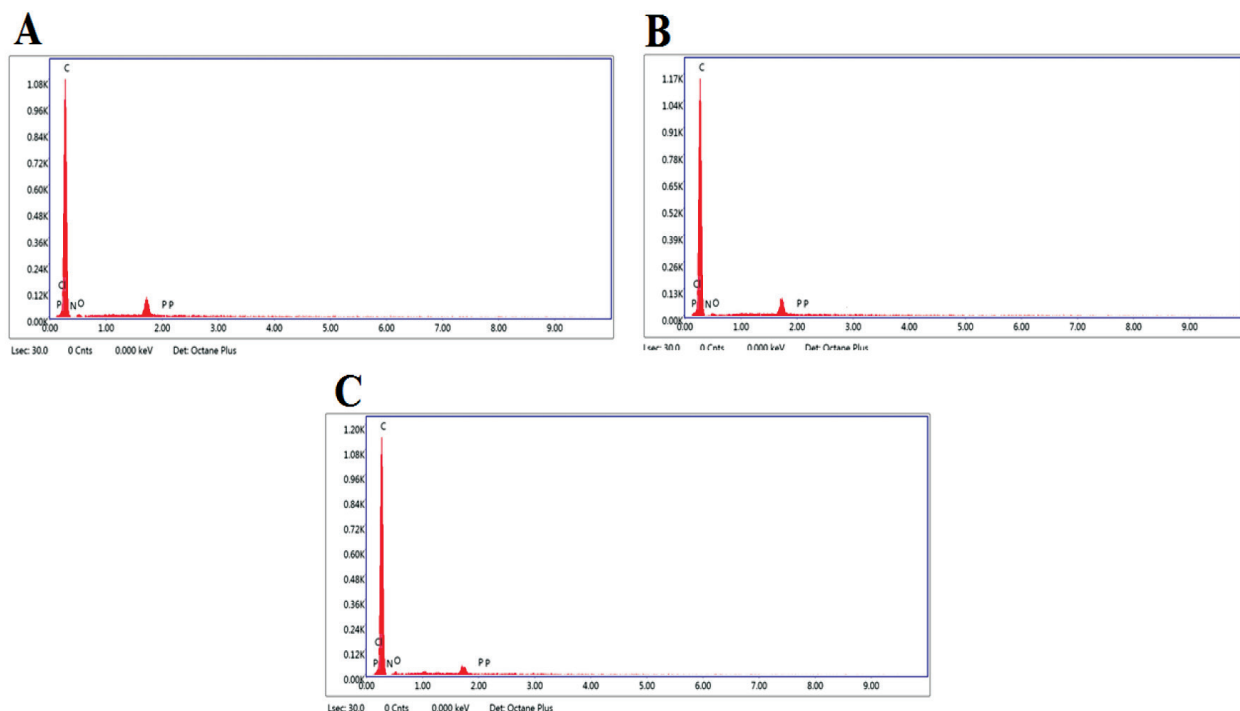 A
C
1.08K
0.96K
0.84K
0.72K
0.60K
0.48K
0.36K
0.24K
0.12K
0.00K
O
P N O P P
0.00 1.00 2.00 3.00 4.00 5.00 6.00 7.00 8.00 9.00
Lsec: 30.0 0 Cnts 0.000 keV Det: Octane Plus
B
C
1.17K
1.04K
0.91K
0.78K
0.65K
0.52K
0.39K
0.26K
0.13K
0.00K
O
P N O P P
0.00 1.00 2.00 3.00 4.00 5.00 6.00 7.00 8.00 9.00
Lsec: 30.0 0 Cnts 0.000 keV Det: Octane Plus
C
C
1.20K
1.08K
0.96K
0.84K
0.72K
0.60K
0.48K
0.36K
0.24K
0.12K
0.00K
O
P N O P P
0.00 1.00 2.00 3.00 4.00 5.00 6.00 7.00 8.00 9.00
Lsec: 30.0 0 Cnts 0.000 keV Det: Octane Plus